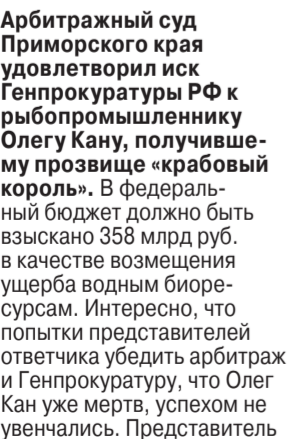 Арбитражный суд
Приморского края
удовлетворил иск
Генпрокуратуры РФ к
рыбопромышленнику
Олегу Кану, получивше-
му прозвище «крабовый
король». В федераль-
ный бюджет должно быть
взыскано 358 млрд руб.
в качестве возмещения
ущерба водным биоре-
сурсам. Интересно, что
попытки представителей
ответчика убедить арбитраж
и Генпрокуратуру, что Олег
Кан уже мертв, успехом не
увенчались. Представитель